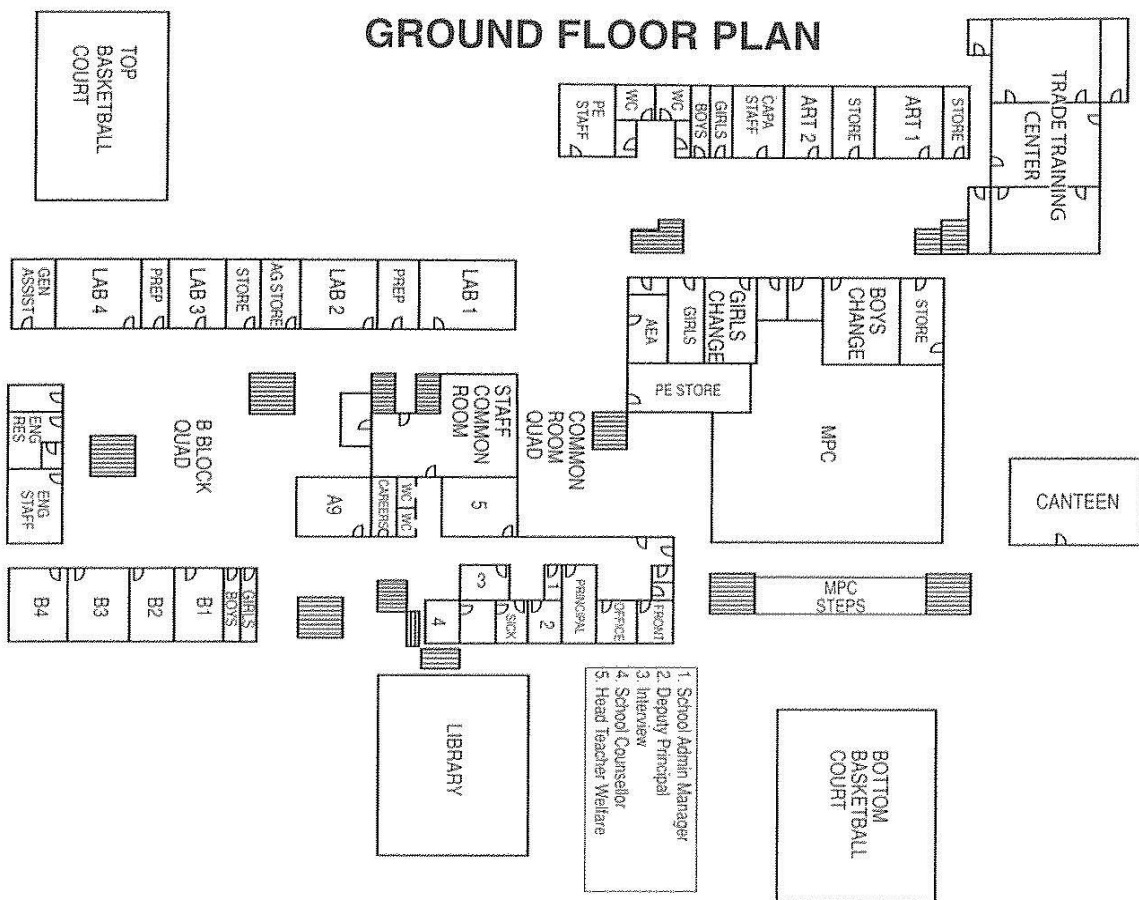 GROUND FLOOR PLAN
TOP
BASKETBALL
COURT
PE
STAFF
WC
WC
BOYS
GIRLS
CAPA
STAFF
ART 2
STORE
ART 1
STORE
TRADE TRAINING
CENTER
GEN
ASSIST
LAB 4
PREP
LAB 3
STORE
AG STORE
LAB 2
PREP
LAB 1
AEA
GIRLS
GIRLS
CHANGE
BOYS
CHANGE
STORE
PE STORE
MPC
ENG
RES
ENG
STAFF
B BLOCK
QUAD
STAFF
COMMON
ROOM
COMMON
ROOM
QUAD
A9
CAREERS
WC
WC
5
CANTEEN
B4
B3
B2
B1
BOYS
GIRLS
3
1
PRINCIPAL
4
SICK
2
OFFICE
FRONT
MPC
STEPS
LIBRARY
1. School Admin Manager
2. Deputy Principal
3. Interview
4. School Counsellor
5. Head Teacher Welfare
BOTTOM
BASKETBALL
COURT